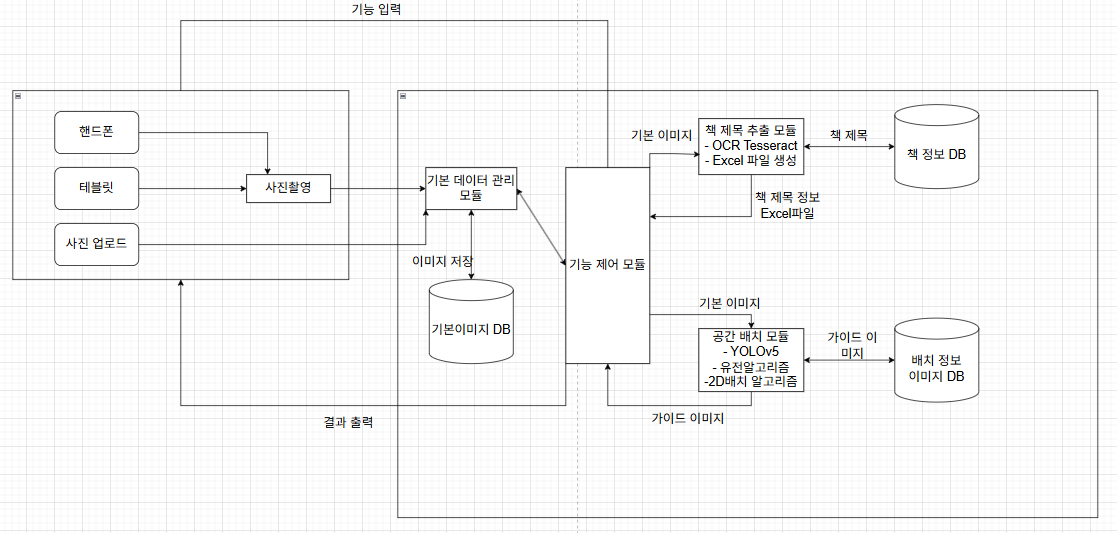 기능 입력
핸드폰
테블릿
사진 업로드
사진촬영
기본 데이터 관리
모듈
이미지 저장
기본이미지 DB
기능 제어 모듈
기본 이미지
책 제목 추출 모듈
- OCR Tesseract
- Excel 파일 생성
책 제목
책 정보 DB
책 제목 정보
Excel파일
기본 이미지
공간 배치 모듈
- YOLOv5
- 유전알고리즘
-2D배치 알고리즘
가이드 이
미지
배치 정보
이미지 DB
가이드 이미지
결과 출력